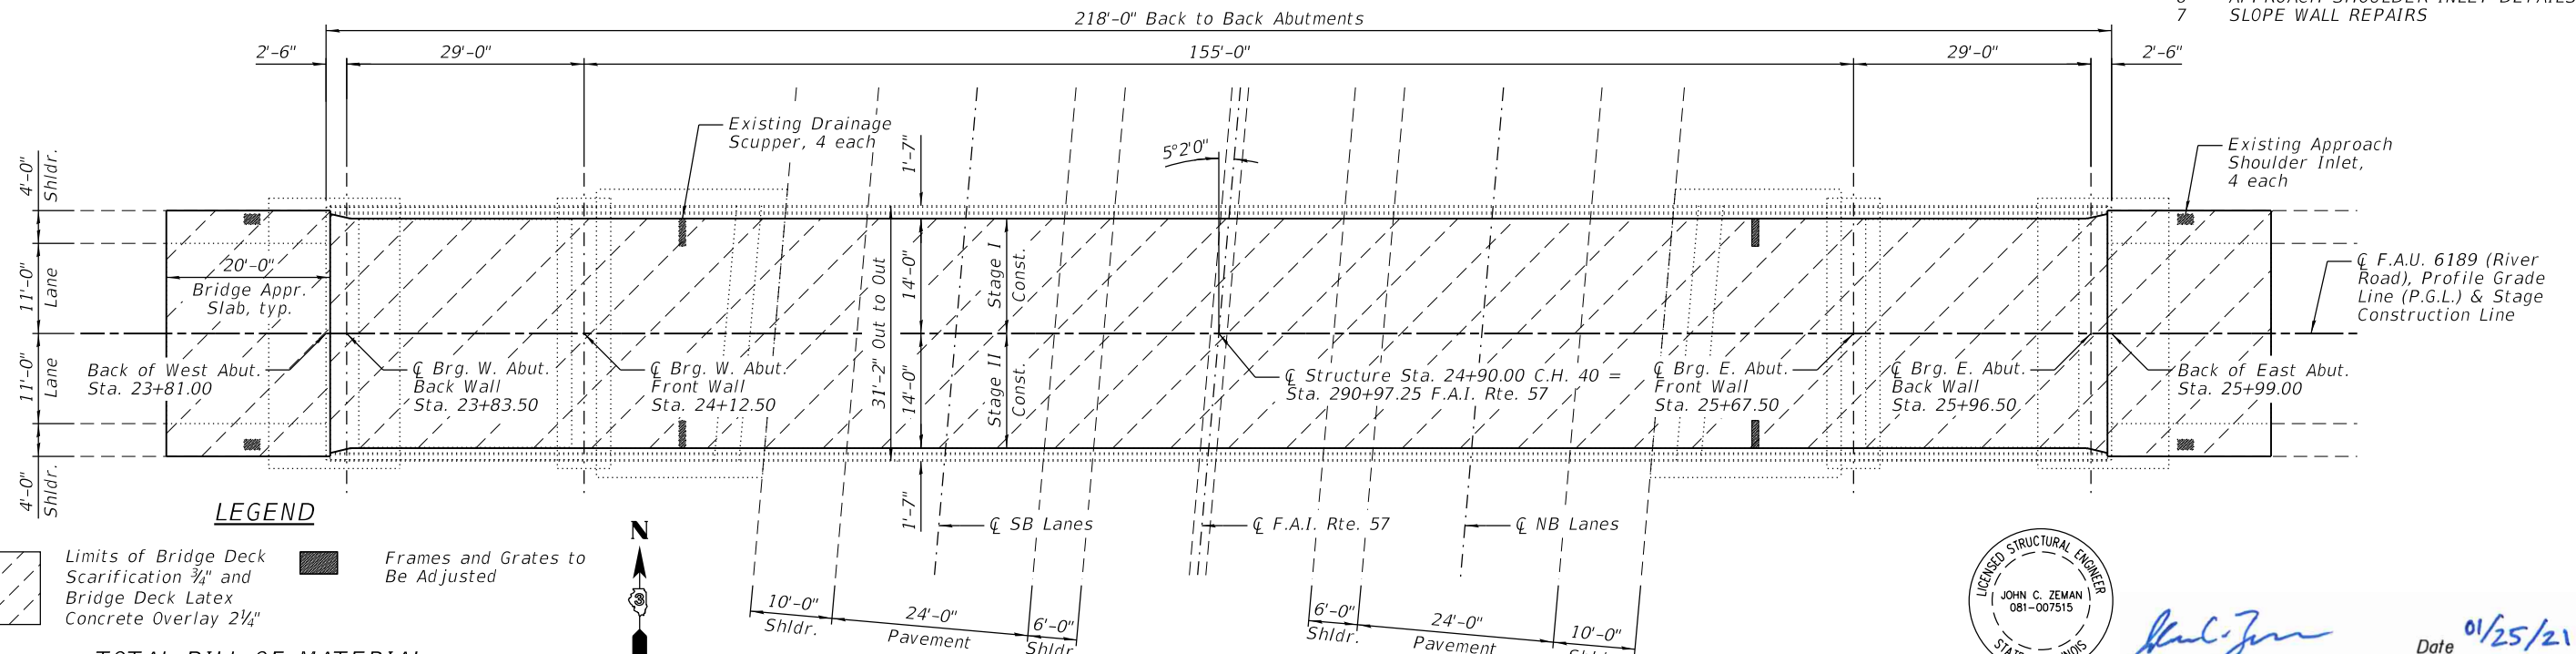 6 APPROACH SHOULDER INLET DETAILS
7 SLOPE WALL REPAIRS
218'-0" Back to Back Abutments
2'-6"
29'-0"
155'-0"
29'-0"
2'-6"
Existing Drainage
Scupper, 4 each
1'-7"
5°2'0"
Existing Approach
Shoulder Inlet,
4 each
4'-0"
Shldr.
11'-0"
Lane
11'-0"
Lane
4'-0"
Shldr.
20'-0"
Bridge Appr.
Slab, typ.
31'-2" Out to Out
14'-0"
14'-0"
Stage I
Const.
Stage II
Const.
℄ F.A.U. 6189 (River
Road), Profile Grade
Line (P.G.L.) & Stage
Construction Line
Back of West Abut.
Sta. 23+81.00
℄ Brg. W. Abut.
Back Wall
Sta. 23+83.50
℄ Brg. W. Abut.
Front Wall
Sta. 24+12.50
℄ Structure Sta. 24+90.00 C.H. 40 =
Sta. 290+97.25 F.A.I. Rte. 57
℄ Brg. E. Abut.
Front Wall
Sta. 25+67.50
℄ Brg. E. Abut.
Back Wall
Sta. 25+96.50
Back of East Abut.
Sta. 25+99.00
1'-7"
℄ SB Lanes
℄ F.A.I. Rte. 57
℄ NB Lanes
LEGEND
Limits of Bridge Deck
Scarification ¾" and
Bridge Deck Latex
Concrete Overlay 2¼"
Frames and Grates to
Be Adjusted
N
3
10'-0"
Shldr.
24'-0"
Pavement
6'-0"
Shldr.
6'-0"
Shldr.
24'-0"
Pavement
10'-0"
LICENSED STRUCTURAL ENGINEER
JOHN C. ZEMAN
081-007515
Date 01/25/21
TOTAL BILL OF MATERIAL